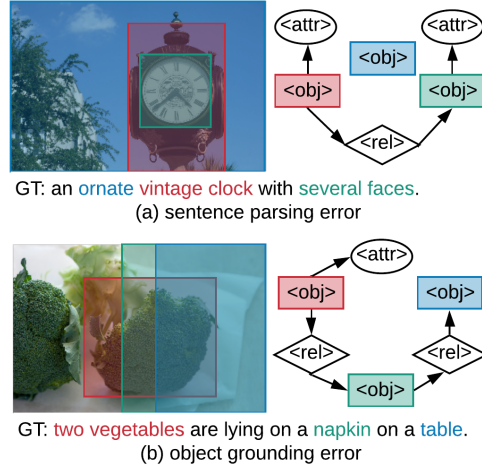 <attr> <attr>
<obj>
<obj> <obj>
<rel>
GT: an ornate vintage clock with several faces.
(a) sentence parsing error
<attr>
<obj> <obj>
<rel> <rel>
<obj>
GT: two vegetables are lying on a napkin on a table.
(b) object grounding error